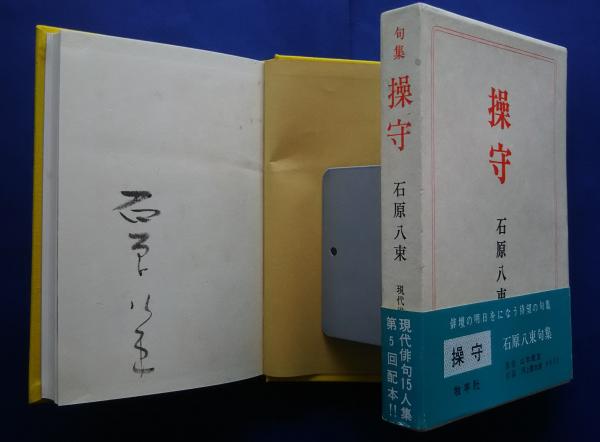 石原八束
句集
操守
石原八束
現代
操守
石原八束
俳壇の明日をになう待望の句集
操守
石原八束句集
牧羊社
現代俳句15人集
第5回配本!!